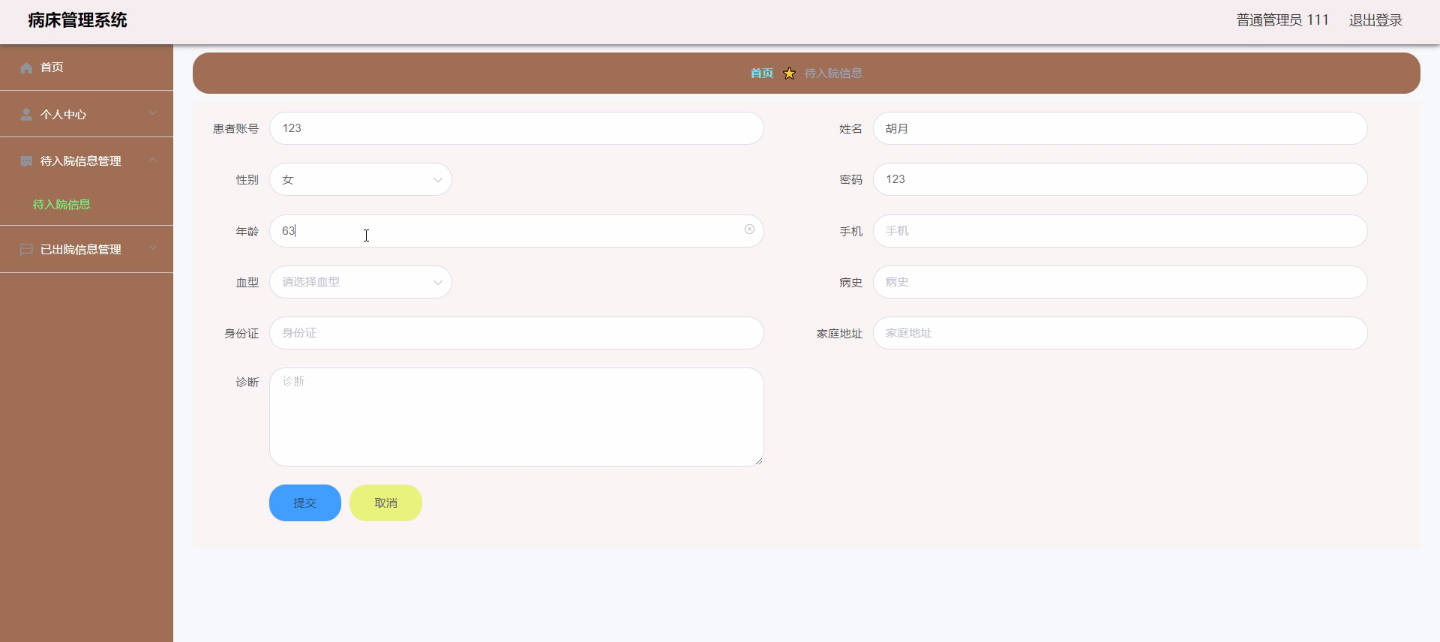 病床管理系统
普通管理员 111 退出登录
首页
个人中心
待入院信息管理
待入院信息
已出院信息管理
首页 待入院信息
患者账号 123
姓名 胡月
性别 女
密码 123
年龄 63
手机 手机
血型 请选择血型
病史 病史
身份证 身份证
家庭地址 家庭地址
诊断 诊断
提交 取消